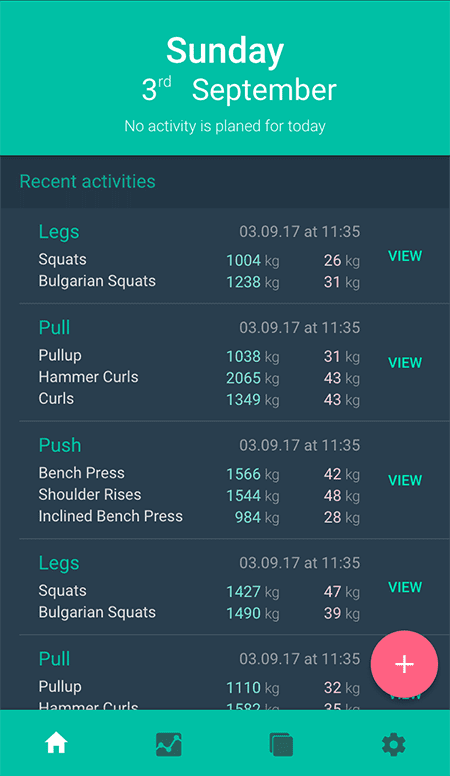 Sunday
3rd September
No activity is planed for today
Recent activities
Legs 03.09.17 at 11:35
Squats 1004 kg 26 kg
VIEW
Bulgarian Squats 1238 kg 31 kg
Pull 03.09.17 at 11:35
Pullup 1038 kg 31 kg
VIEW
Hammer Curls 2065 kg 43 kg
Curls 1349 kg 43 kg
Push 03.09.17 at 11:35
Bench Press 1566 kg 42 kg
VIEW
Shoulder Rises 1544 kg 48 kg
Inclined Bench Press 984 kg 28 kg
Legs 03.09.17 at 11:35
Squats 1427 kg 47 kg
VIEW
Bulgarian Squats 1490 kg 39 kg
Pull 03.09.17 at 11:35
+
Pullup 1110 kg 32 kg
Hammer Curls 1582 kg 35 kg